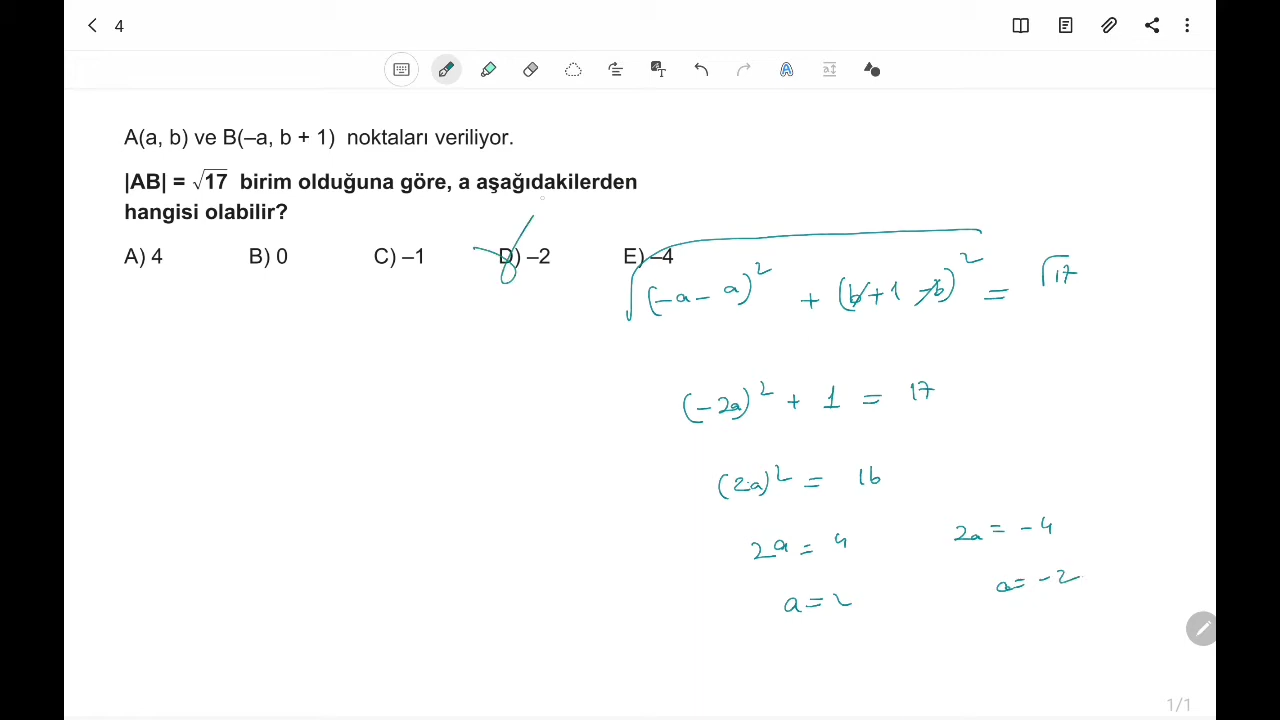 4
A(a, b) ve B(–a, b + 1) noktaları veriliyor.
|AB| = √17 birim olduğuna göre, a aşağıdakilerden
hangisi olabilir?
A) 4 B) 0 C) –1 D) –2 E) –4
√(-a - a)² + (b + 1 - b)² = √17
(-2a)² + 1 = 17
(2a)² = 16
2a = 4 2a = -4
a = 2 a = -2
1/1